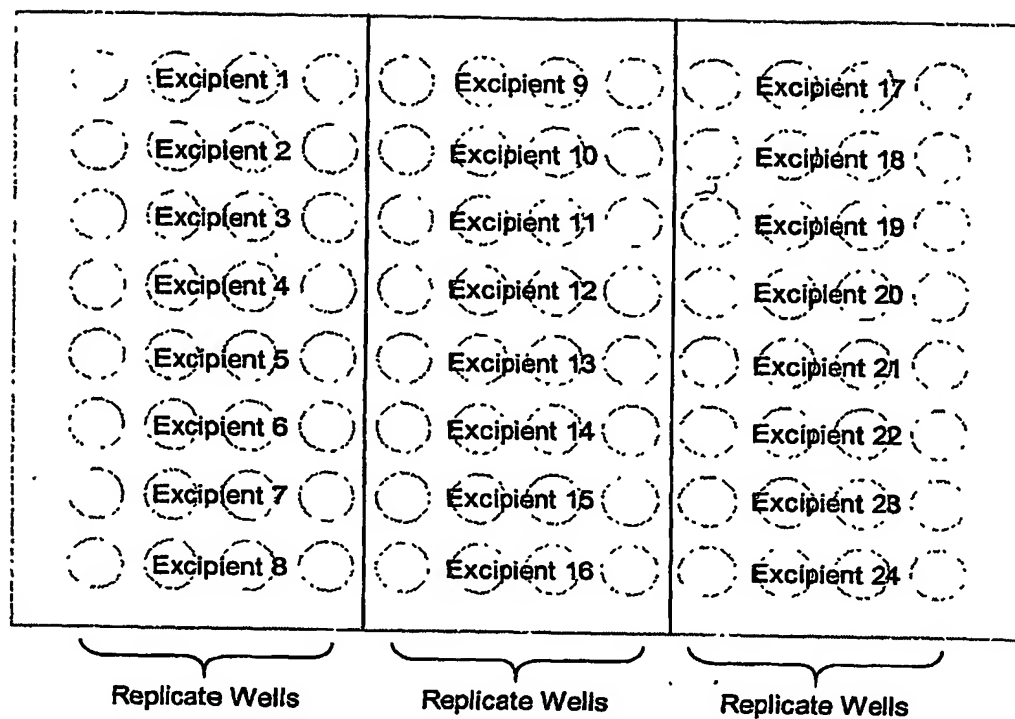 Excipient 1
Excipient 2
Excipient 3
Excipient 4
Excipient 5
Excipient 6
Excipient 7
Excipient 8
Replicate Wells
Excipient 9
Excipient 10
Excipient 11
Excipient 12
Excipient 13
Excipient 14
Excipient 15
Excipient 16
Replicate Wells
Excipient 17
Excipient 18
Excipient 19
Excipient 20
Excipient 21
Excipient 22
Excipient 23
Excipient 24
Replicate Wells